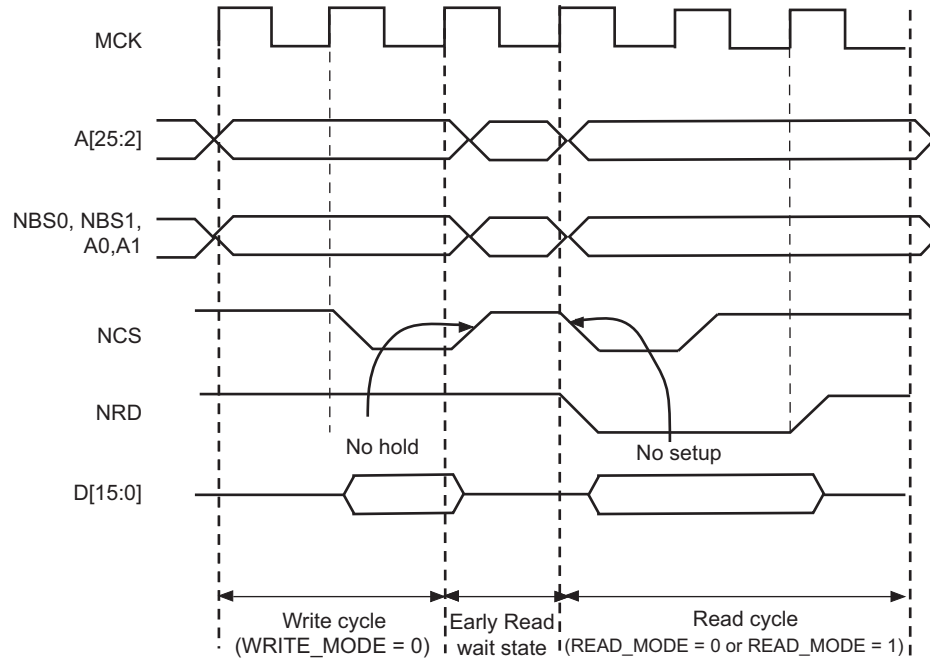 MCK
A[25:2]
NBS0, NBS1,
A0,A1
NCS
NRD
No hold
No setup
D[15:0]
Write cycle
(WRITE_MODE = 0)
Early Read
wait state
Read cycle
(READ_MODE = 0 or READ_MODE = 1)